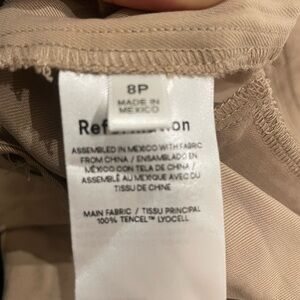 8P
MADE IN
MEXICO
Reformation
ASSEMBLED IN MEXICO WITH FABRIC
FROM CHINA / ENSAMBLADO EN
MÉXICO CON TELA DE CHINA /
ASSEMBLÉ AU MEXIQUE AVEC DU
TISSU DE CHINE
MAIN FABRIC / TISSU PRINCIPAL
100% TENCEL™ LYOCELL